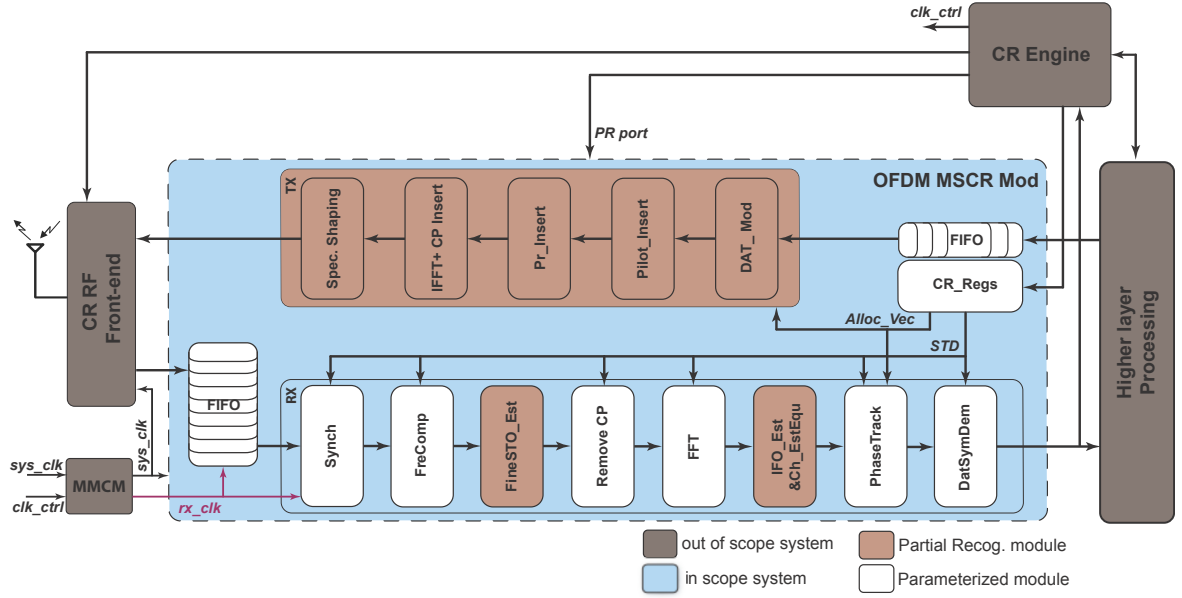 clk_ctrl
CR Engine
PR port
OFDM MSCR Mod
TX
Spec. Shaping
IFFT+ CP Insert
Pr_Insert
Pilot_Insert
DAT_ Mod
FIFO
CR_Regs
CR RF
Front-end
Higher layer
Processing
Alloc_Vec
STD
FIFO
RX
Synch
FreComp
FineSTO_Est
Remove CP
FFT
IFO_Est
&Ch_EstEqu
PhaseTrack
DatSymDem
sys_clk
sys_clk
MMCM
clk_ctrl
rx_clk
out of scope system
Partial Recog. module
in scope system
Parameterized module